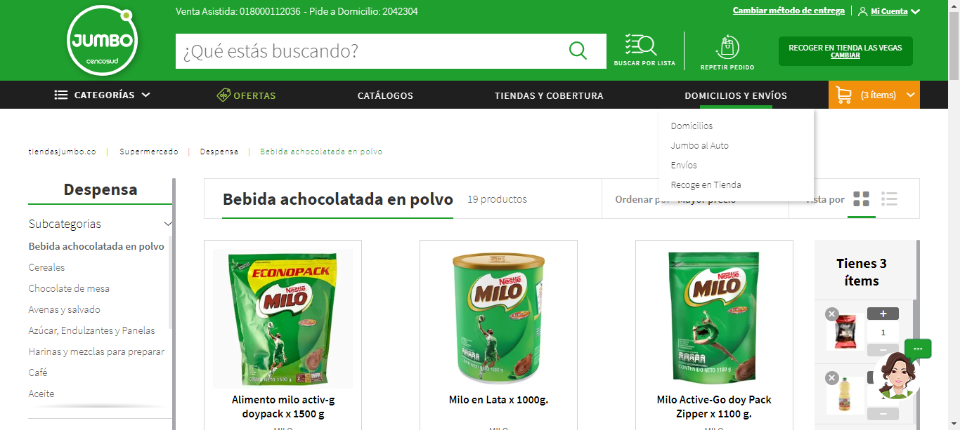 Venta Asistida: 018000112036 - Pide a Domicilio: 2042304
Cambiar método de entrega
Mi Cuenta
JUMBO
cencosud
¿Qué estás buscando?
BUSCAR POR LISTA
REPETIR PEDIDO
RECOGER EN TIENDA LAS VEGAS
CAMBIAR
CATEGORÍAS
OFERTAS
CATÁLOGOS
TIENDAS Y COBERTURA
DOMICILIOS Y ENVÍOS
(3 ítems)
Domicilios
Jumbo al Auto
Envíos
Recoge en Tienda
tiendasjumbo.co | Supermercado | Despensa | Bebida achocolatada en polvo
Despensa
Subcategorías
Bebida achocolatada en polvo
Cereales
Chocolate de mesa
Avenas y salvado
Azúcar, Endulzantes y Panelas
Harinas y mezclas para preparar
Café
Aceite
Bebida achocolatada en polvo
19 productos
Ordenar
Mayor precio
Vista por
ECONOPACK
Nestlé
MILO
Nestlé
MILO
Nestlé
MILO
Alimento milo activ-g
doypack x 1500 g
Milo en Lata x 1000g.
Milo Active-Go doy Pack
Zipper x 1100 g.
Tienes 3
ítems
+
1
−
+